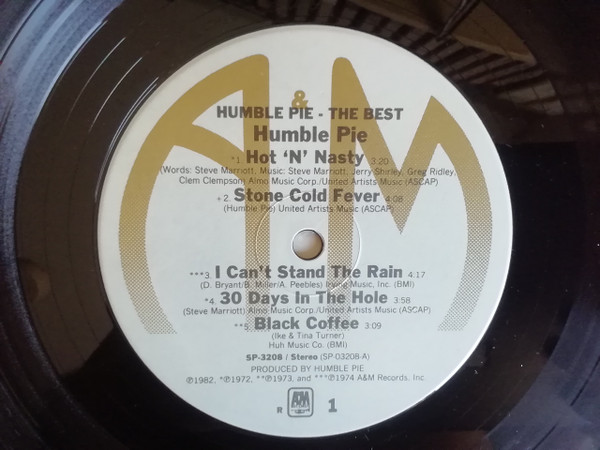 A&M
HUMBLE PIE - THE BEST
Humble Pie
*1. Hot 'N' Nasty 3:20
(Words: Steve Marriott, Music: Steve Marriott, Jerry Shirley, Greg Ridley,
Clem Clempson) Almo Music Corp./United Artists Music (ASCAP)
+2. Stone Cold Fever 4:08
(Humble Pie) United Artists Music (ASCAP)
***3. I Can't Stand The Rain 4:17
(D. Bryant/B. Miller/A. Peebles) Irving Music, Inc. (BMI)
*4. 30 Days In The Hole 3:58
(Steve Marriott) Almo Music Corp./United Artists Music (ASCAP)
**5. Black Coffee 3:09
(Ike & Tina Turner)
Huh Music Co. (BMI)
SP-3208 / Stereo (SP-03208-A)
PRODUCED BY HUMBLE PIE
℗1982, *℗1972, **℗1973, and ***℗1974 A&M Records, Inc.
R A&M 1